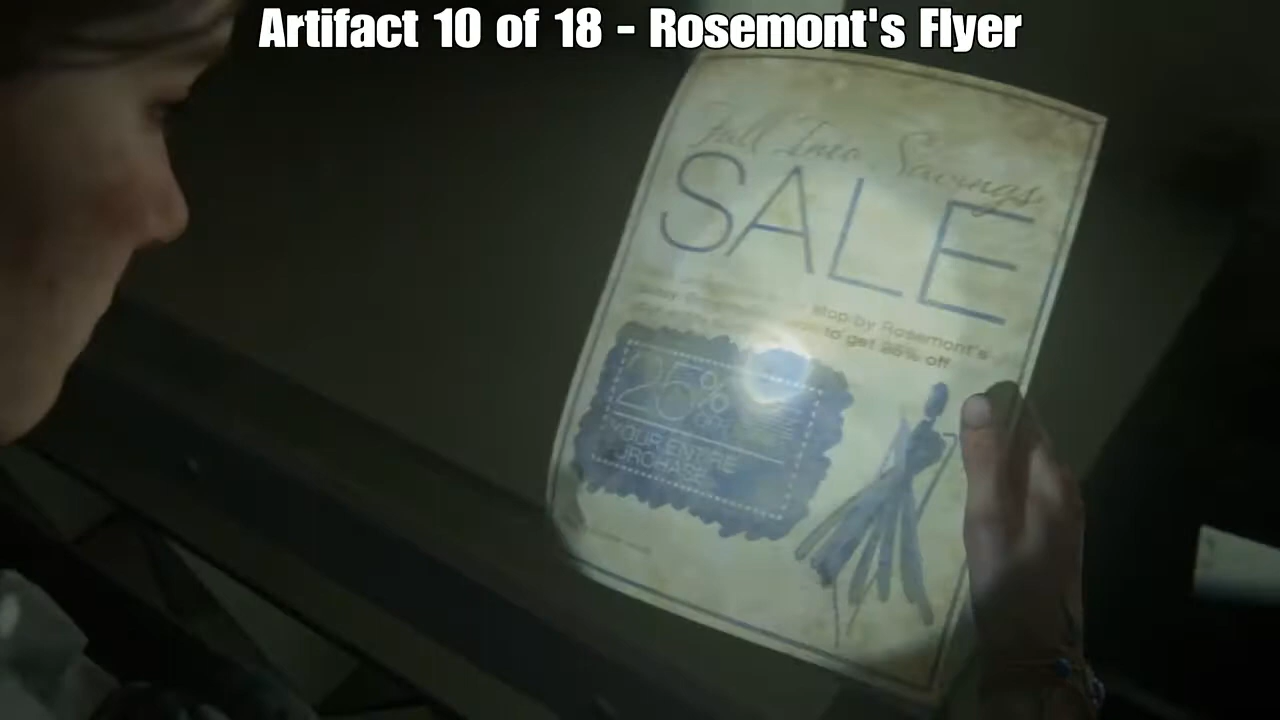 Artifact 10 of 18 - Rosemont's Flyer
Fall Into Savings
SALE
stop by Rosemont's
to get 25% off
25%
off
YOUR ENTIRE